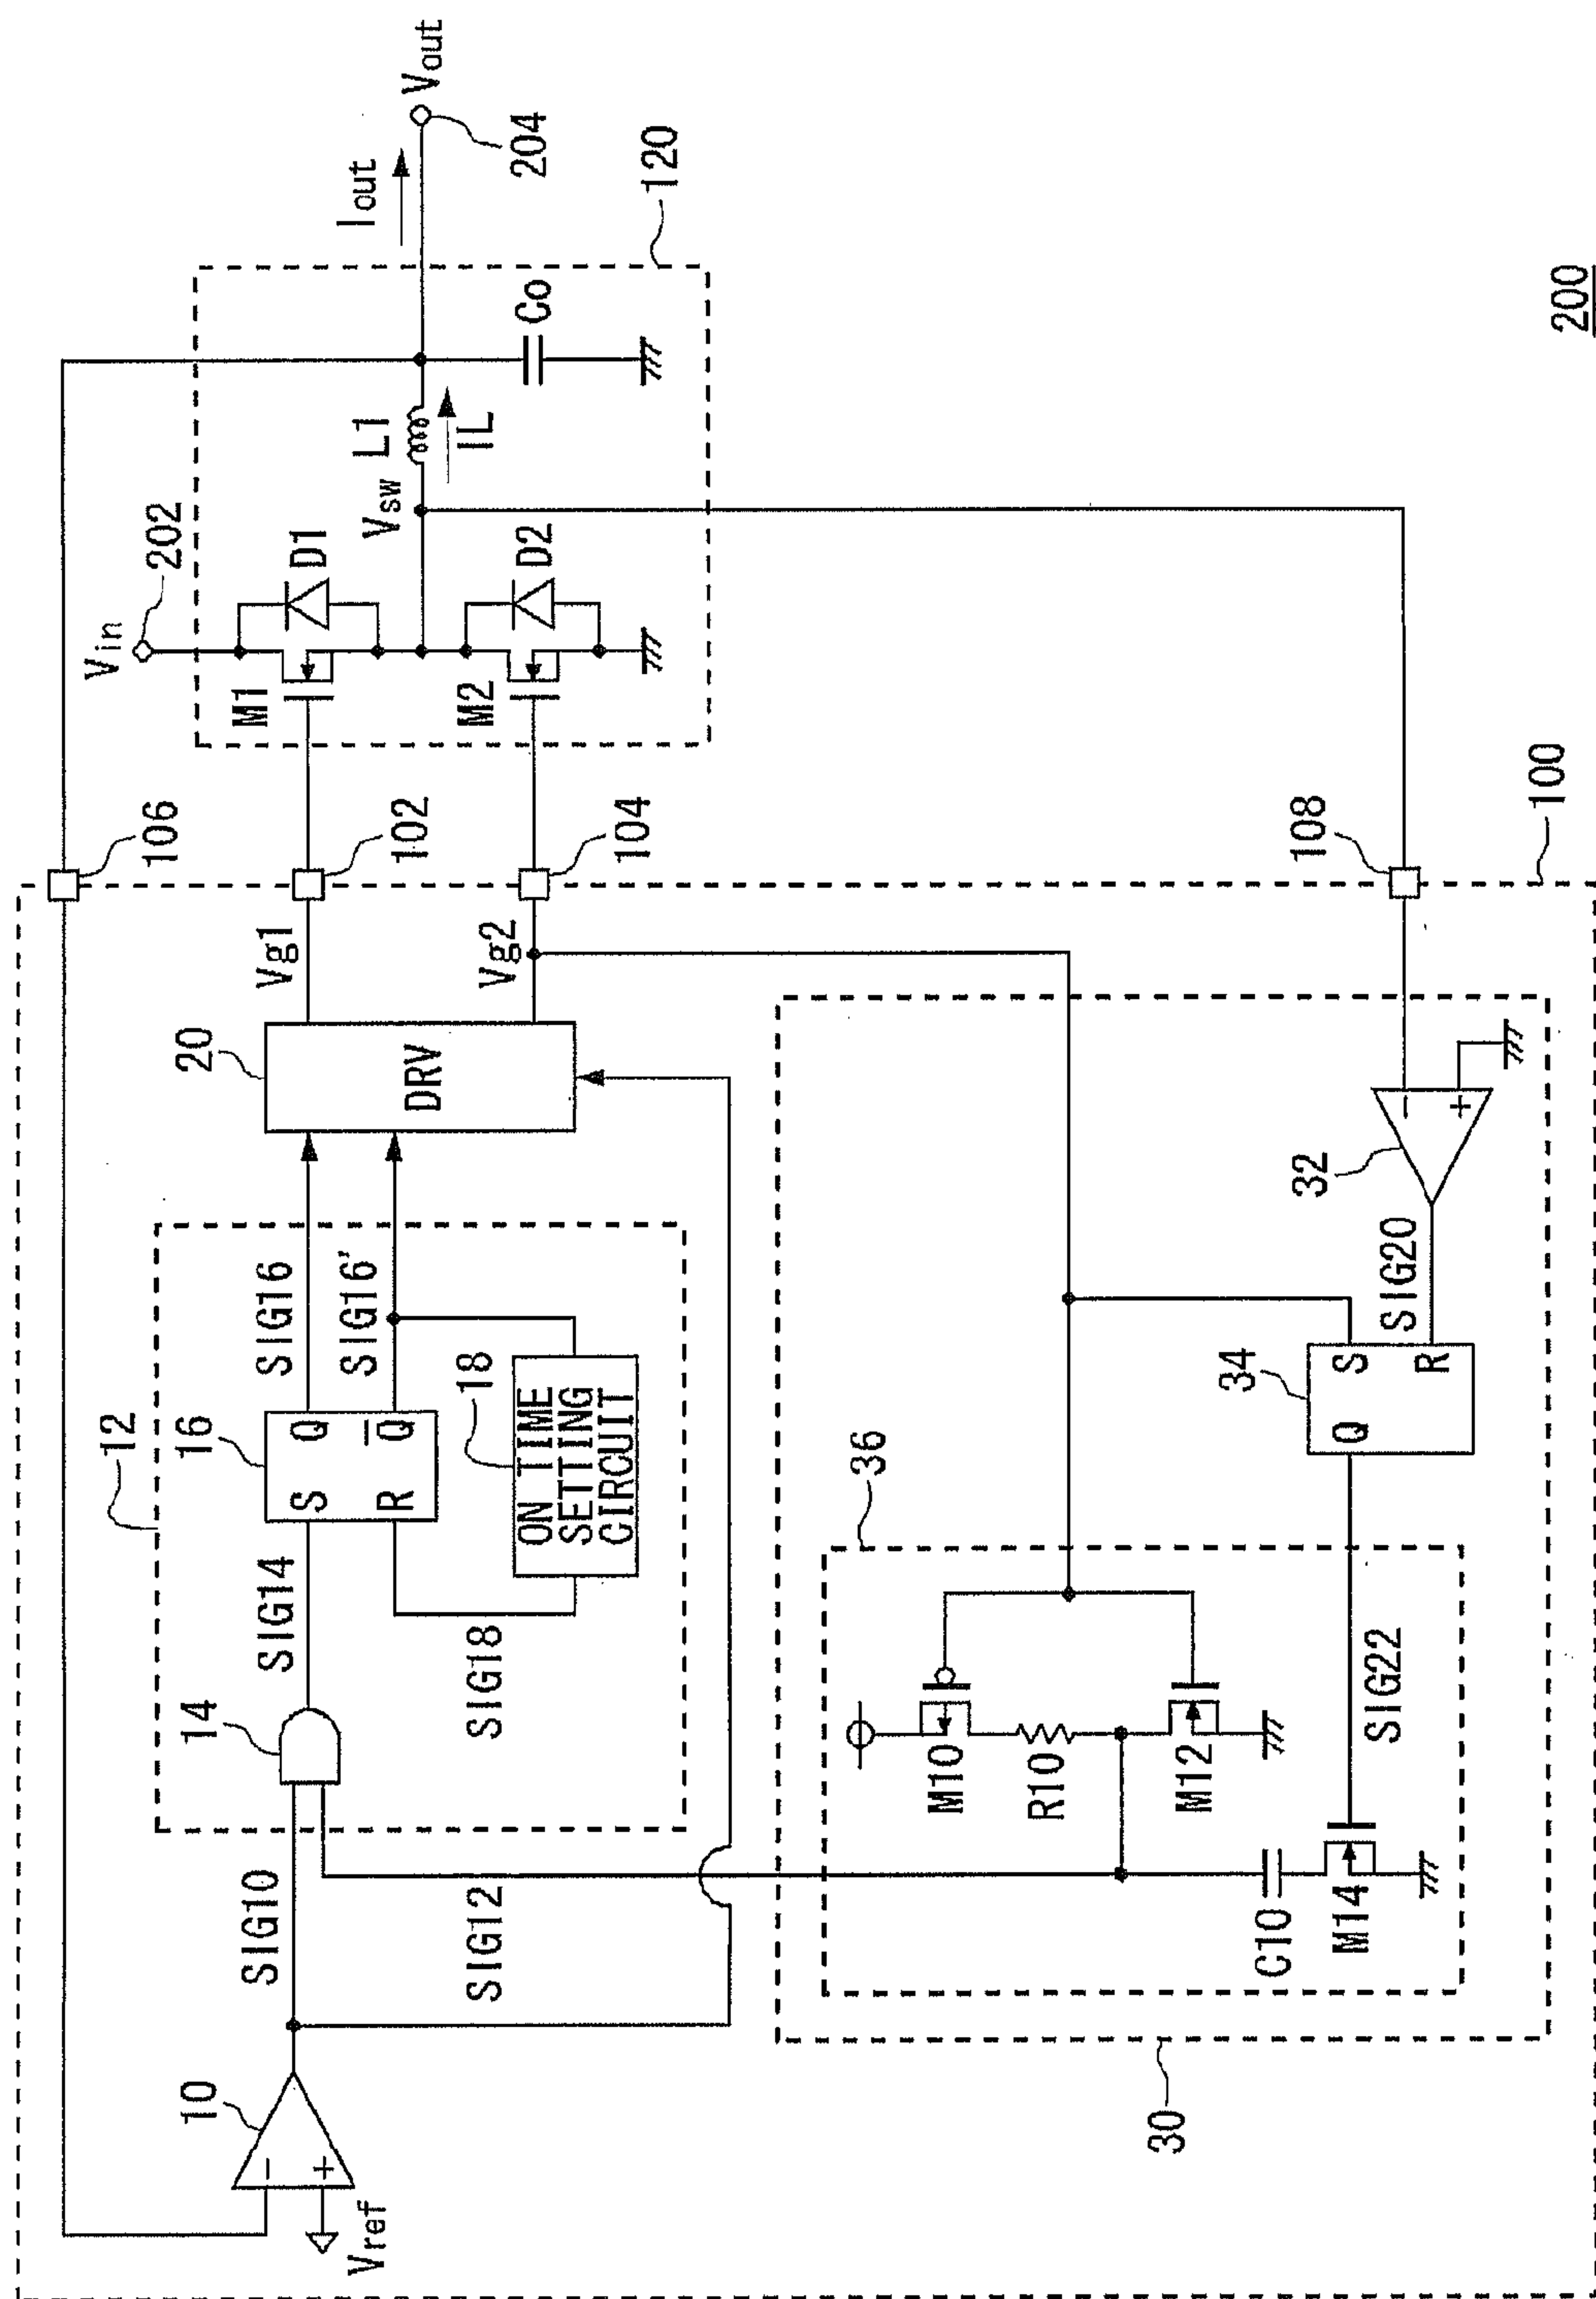 10
Vref
-
+
SIG10
SIG12
12
14
SIG14
16
S
Q
R
Q̅
SIG16
SIG16'
SIG18
18
ON TIME
SETTING
CIRCUIT
20
DRV
Vg1
Vg2
106
102
104
108
100
Vin
202
M1
D1
M2
D2
Vsw
L1
IL
Co
120
Iout
Vout
204
30
36
M10
R10
M12
C10
M14
SIG22
34
Q
S
R
SIG20
32
-
+
200